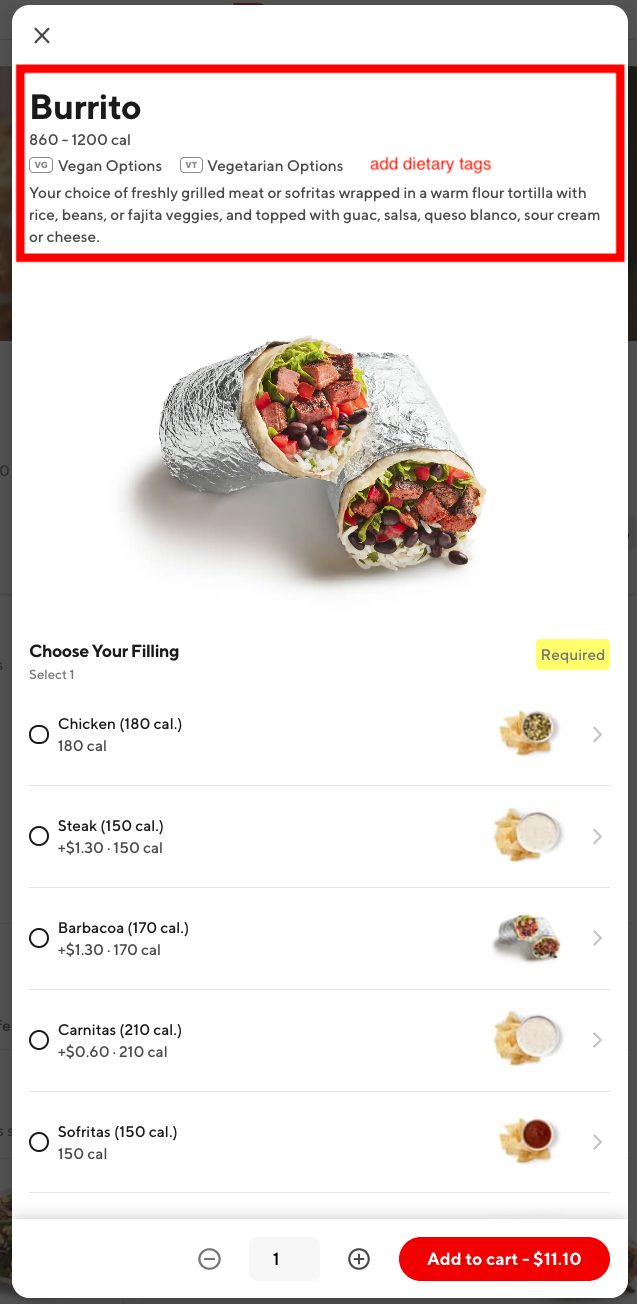 Burrito
860 - 1200 cal
VG Vegan Options VT Vegetarian Options add dietary tags
Your choice of freshly grilled meat or sofritas wrapped in a warm flour tortilla with
rice, beans, or fajita veggies, and topped with guac, salsa, queso blanco, sour cream
or cheese.
Choose Your Filling
Required
Select 1
Chicken (180 cal.)
180 cal
Steak (150 cal.)
+$1.30 · 150 cal
Barbacoa (170 cal.)
+$1.30 · 170 cal
Carnitas (210 cal.)
+$0.60 · 210 cal
Sofritas (150 cal.)
150 cal
1
Add to cart - $11.10